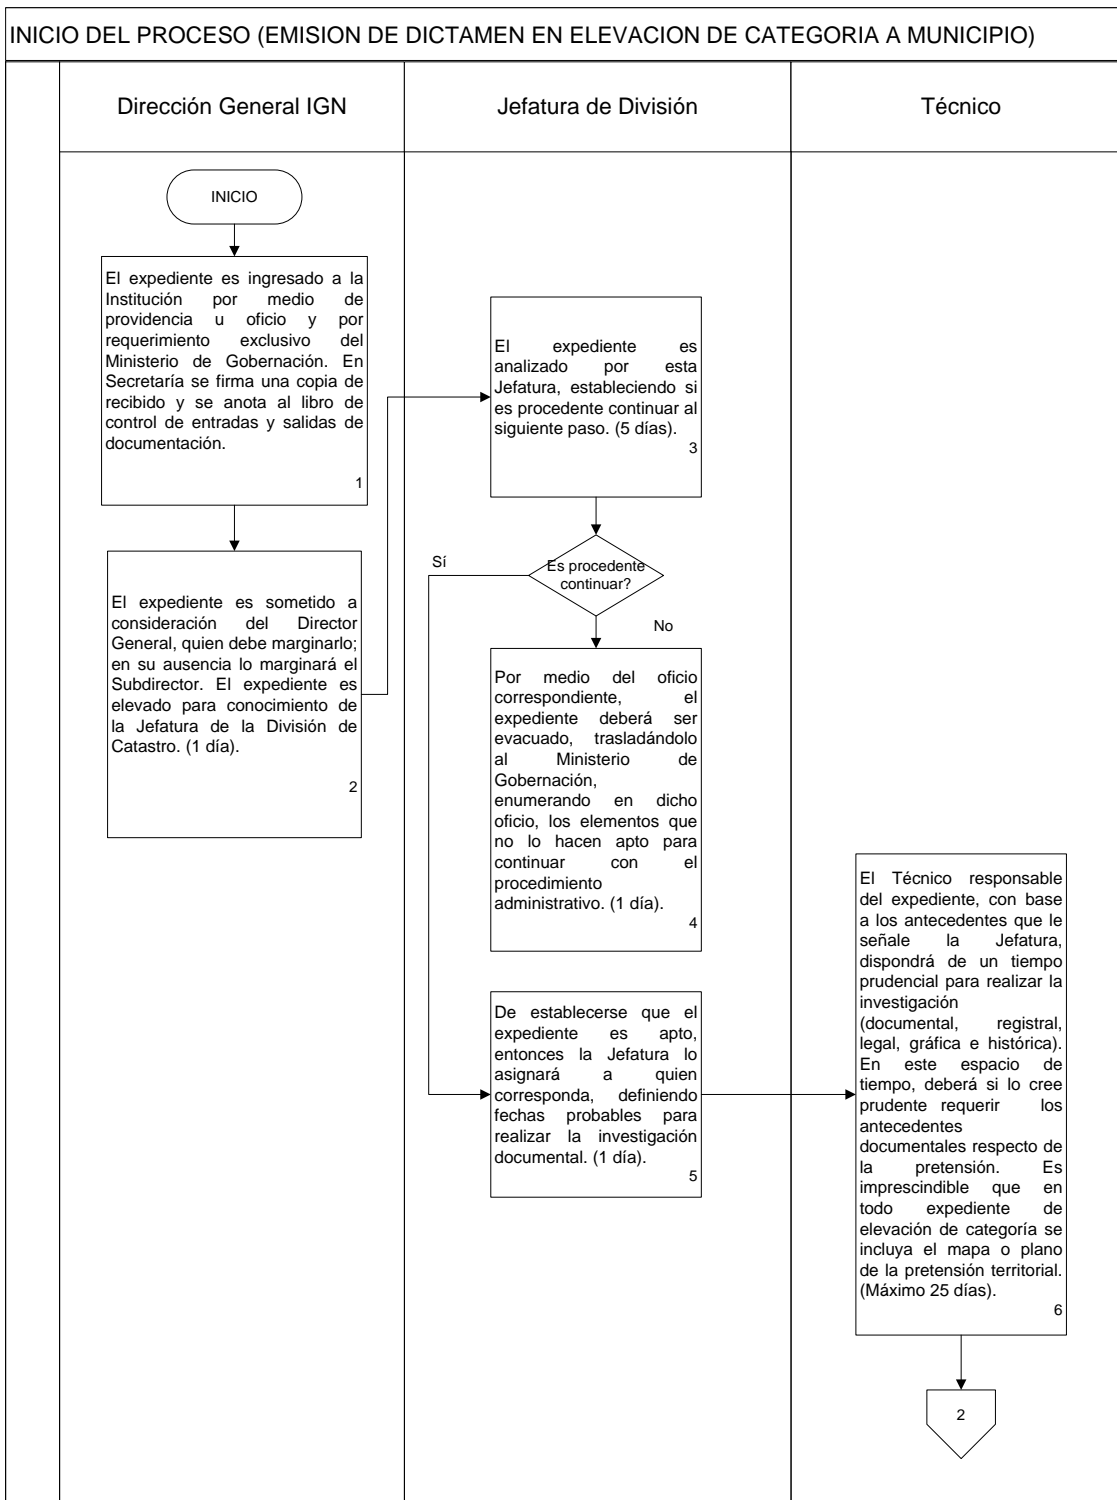 INICIO DEL PROCESO (EMISION DE DICTAMEN EN ELEVACION DE CATEGORIA A MUNICIPIO)
Dirección General IGN
Jefatura de División
Técnico
INICIO
El expediente es ingresado a la
Institución por medio de
providencia u oficio y por
requerimiento exclusivo del
Ministerio de Gobernación. En
Secretaría se firma una copia de
recibido y se anota al libro de
control de entradas y salidas de
documentación.
1
El expediente es sometido a
consideración del Director
General, quien debe marginarlo;
en su ausencia lo marginará el
Subdirector. El expediente es
elevado para conocimiento de
la Jefatura de la División de
Catastro. (1 día).
2
El expediente es
analizado por esta
Jefatura, estableciendo si
es procedente continuar al
siguiente paso. (5 días).
3
Es procedente
continuar?
Sí
No
Por medio del oficio
correspondiente, el
expediente deberá ser
evacuado, trasladándolo
al Ministerio de
Gobernación,
enumerando en dicho
oficio, los elementos que
no lo hacen apto para
continuar con el
procedimiento
administrativo. (1 día).
4
De establecerse que el
expediente es apto,
entonces la Jefatura lo
asignará a quien
corresponda, definiendo
fechas probables para
realizar la investigación
documental. (1 día).
5
El Técnico responsable
del expediente, con base
a los antecedentes que le
señale la Jefatura,
dispondrá de un tiempo
prudencial para realizar la
investigación
(documental, registral,
legal, gráfica e histórica).
En este espacio de
tiempo, deberá si lo cree
prudente requerir los
antecedentes
documentales respecto de
la pretensión. Es
imprescindible que en
todo expediente de
elevación de categoría se
incluya el mapa o plano
de la pretensión territorial.
(Máximo 25 días).
6
2